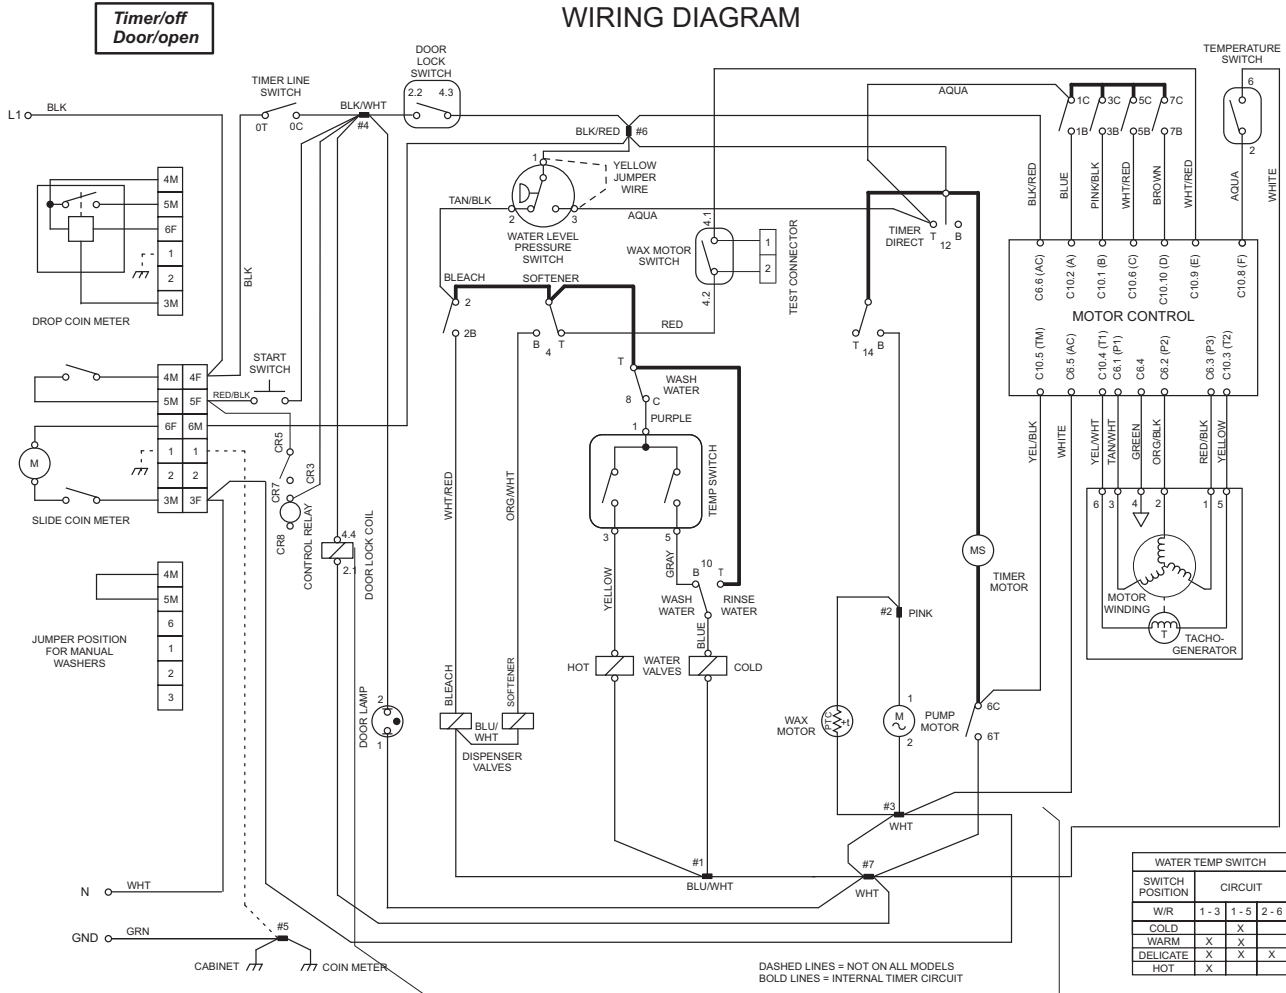 WIRING DIAGRAM
Timer/off
Door/open
L1
BLK
TIMER LINE
SWITCH
0T
0C
BLK/WHT
#4
DOOR
LOCK
SWITCH
2.2
4.3
BLK/RED
#6
TEMPERATURE
SWITCH
6
2
AQUA
1C
3C
5C
7C
1B
3B
5B
7B
BLK/RED
BLUE
PINK/BLK
WHT/RED
BROWN
WHT/RED
AQUA
WHITE
4M
5M
6F
1
2
3M
DROP COIN METER
BLK
1
YELLOW
JUMPER
WIRE
TAN/BLK
2
3
AQUA
WATER LEVEL
PRESSURE
SWITCH
4.1
WAX MOTOR
SWITCH
4.2
1
2
TEST CONNECTOR
TIMER
DIRECT
T
12
B
BLEACH
SOFTENER
2
2B
B
4
T
RED
T
14
B
C6.6 (AC)
C10.2 (A)
C10.1 (B)
C10.6 (C)
C10.10 (D)
C10.9 (E)
C10.8 (F)
MOTOR CONTROL
C10.5 (TM)
C6.5 (AC)
C10.4 (T1)
C6.1 (P1)
C6.4
C6.2 (P2)
C6.3 (P3)
C10.3 (T2)
YEL/BLK
WHITE
YEL/WHT
TAN/WHT
GREEN
ORG/BLK
RED/BLK
YELLOW
6
3
4
2
1
5
MOTOR
WINDING
T
TACHO-
GENERATOR
4M 4F
5M 5F
6F 6M
1 1
2 2
3M 3F
M
SLIDE COIN METER
START
SWITCH
RED/BLK
CR5
CR7
CR3
CR8
CONTROL RELAY
4.4
2.1
DOOR LOCK COIL
T
WASH
WATER
8
C
PURPLE
1
TEMP SWITCH
3
5
WHT/RED
ORG/WHT
YELLOW
GRAY
B
10
T
WASH
WATER
RINSE
WATER
BLUE
HOT
WATER
VALVES
COLD
MS
TIMER
MOTOR
#2
PINK
4M
5M
6
1
2
3
JUMPER POSITION
FOR MANUAL
WASHERS
DOOR LAMP
2
1
BLEACH
SOFTENER
BLU/
WHT
DISPENSER
VALVES
WAX
MOTOR
PTC
+t
1
M
2
PUMP
MOTOR
6C
6T
#3
WHT
#1
BLU/WHT
#7
WHT
N
WHT
GND
GRN
#5
CABINET
COIN METER
DASHED LINES = NOT ON ALL MODELS
BOLD LINES = INTERNAL TIMER CIRCUIT
WATER TEMP SWITCH
SWITCH
POSITION
CIRCUIT
W/R 1 - 3 1 - 5 2 - 6
COLD X
WARM X X
DELICATE X X X
HOT X